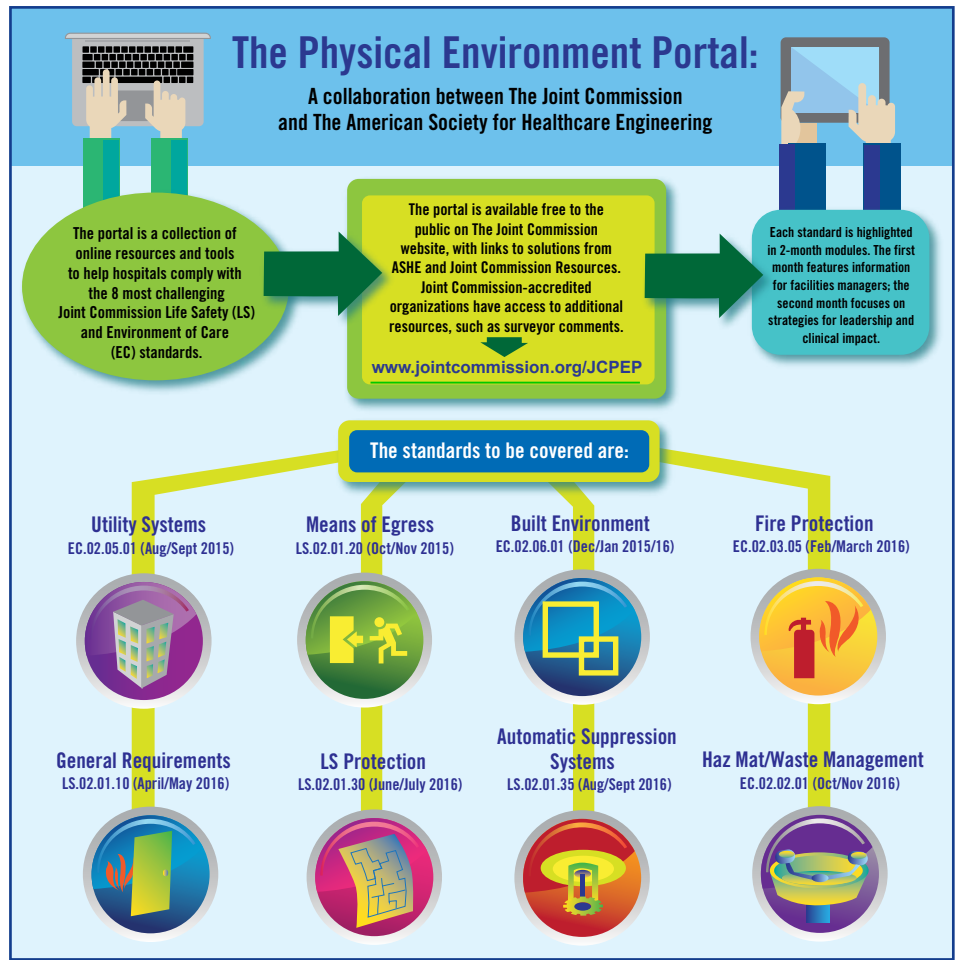 The Physical Environment Portal:
A collaboration between The Joint Commission
and The American Society for Healthcare Engineering
The portal is a collection of
online resources and tools
to help hospitals comply with
the 8 most challenging
Joint Commission Life Safety (LS)
and Environment of Care
(EC) standards.
The portal is available free to the
public on The Joint Commission
website, with links to solutions from
ASHE and Joint Commission Resources.
Joint Commission-accredited
organizations have access to additional
resources, such as surveyor comments.
www.jointcommission.org/JCPEP
Each standard is highlighted
in 2-month modules. The first
month features information
for facilities managers; the
second month focuses on
strategies for leadership and
clinical impact.
The standards to be covered are:
Utility Systems
EC.02.05.01 (Aug/Sept 2015)
Means of Egress
LS.02.01.20 (Oct/Nov 2015)
Built Environment
EC.02.06.01 (Dec/Jan 2015/16)
Fire Protection
EC.02.03.05 (Feb/March 2016)
General Requirements
LS.02.01.10 (April/May 2016)
LS Protection
LS.02.01.30 (June/July 2016)
Automatic Suppression
Systems
LS.02.01.35 (Aug/Sept 2016)
Haz Mat/Waste Management
EC.02.02.01 (Oct/Nov 2016)